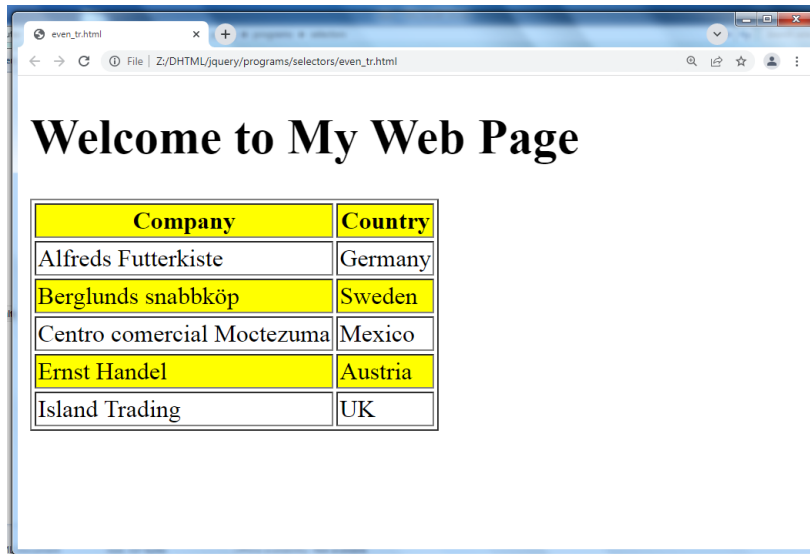 even_tr.html
File | Z:/DHTML/jquery/programs/selectors/even_tr.html
Welcome to My Web Page
Company Country
Alfreds Futterkiste Germany
Berglunds snabbköp Sweden
Centro comercial Moctezuma Mexico
Ernst Handel Austria
Island Trading UK